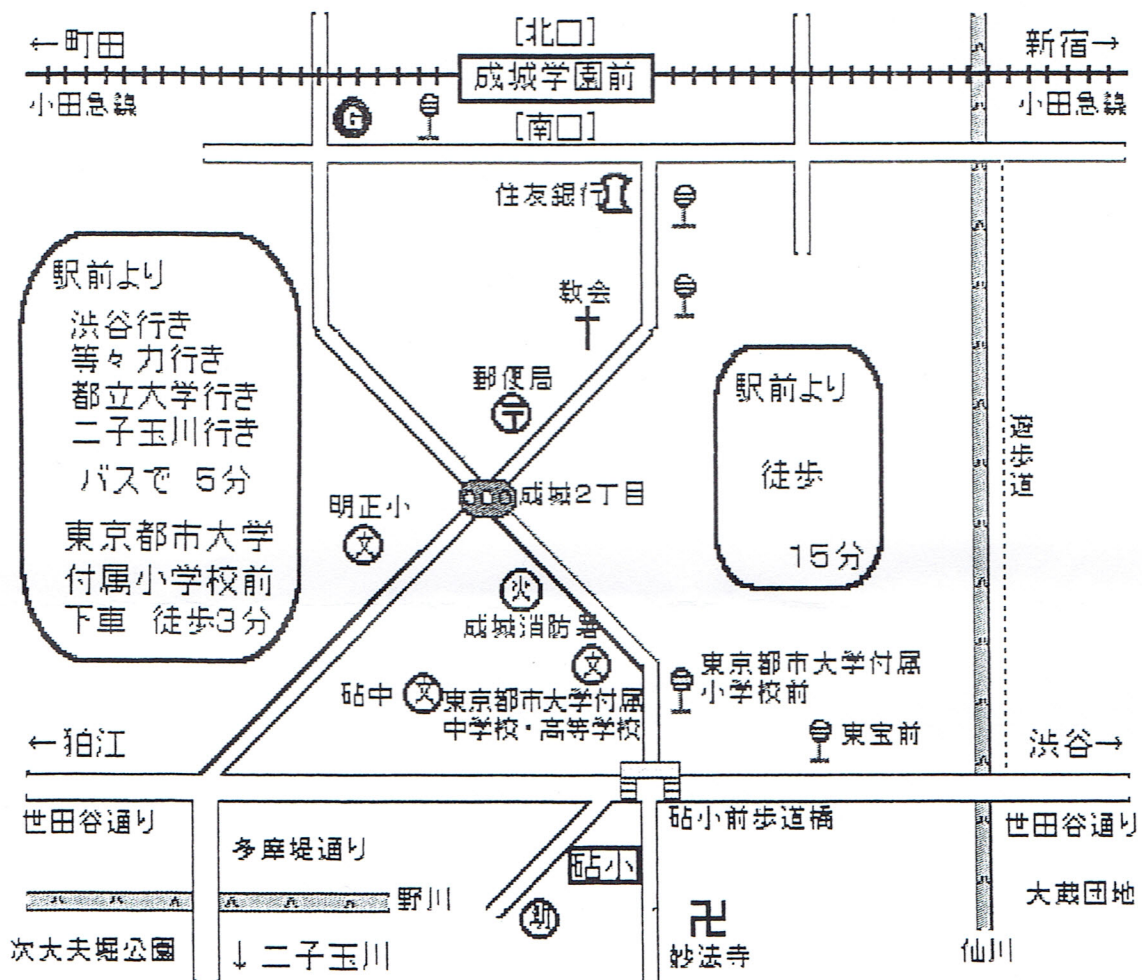 [北口]
←町田
新宿→
成城学園前
小田急線
小田急線
G
[南口]
住友銀行
教会
郵便局
〒
駅前より
渋谷行き
等々力行き
都立大学行き
二子玉川行き
バスで 5分
東京都市大学
付属小学校前
下車 徒歩3分
駅前より
徒歩
15分
遊歩道
成城2丁目
明正小
文
火
成城消防署
文
砧中
文
東京都市大学付属
中学校・高等学校
東京都市大学付属
小学校前
東宝前
←狛江
渋谷→
世田谷通り
砧小前歩道橋
世田谷通り
多摩堤通り
砧小
大蔵団地
野川
卍
次大夫堀公園
↓二子玉川
妙法寺
仙川